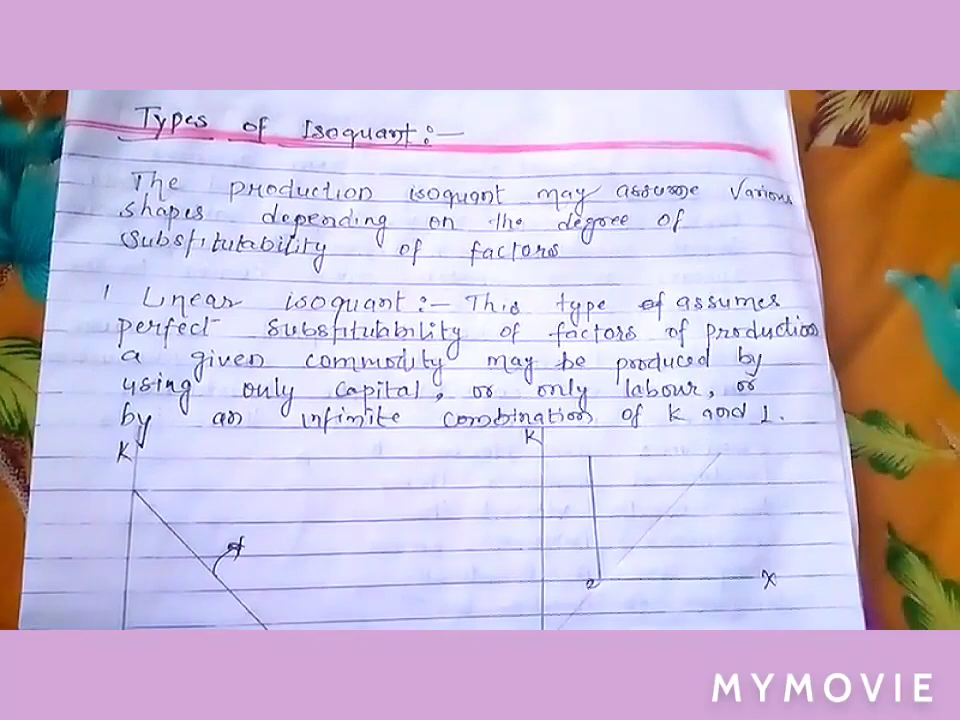 Types of Isoquant:-
The production isoquant may assume various
shapes depending on the degree of
substitutability of factors
1 Linear isoquant:- This type of assumes
perfect substitutability of factors of production
a given commodity may be produced by
using only capital, or only labour, or
by an infinite combination of K and L.
K
K
X
MYMOVIE